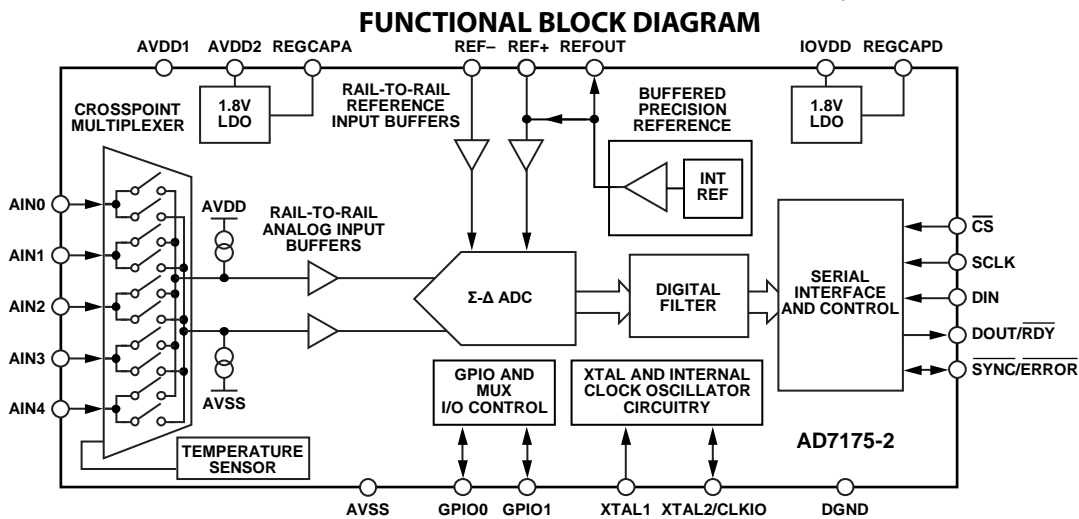 FUNCTIONAL BLOCK DIAGRAM
AVDD1 AVDD2 REGCAPA REF– REF+ REFOUT IOVDD REGCAPD
CROSSPOINT
MULTIPLEXER
1.8V
LDO
RAIL-TO-RAIL
REFERENCE
INPUT BUFFERS
BUFFERED
PRECISION
REFERENCE
INT
REF
1.8V
LDO
AIN0
AIN1
AIN2
AIN3
AIN4
AVDD
AVSS
RAIL-TO-RAIL
ANALOG INPUT
BUFFERS
Σ-Δ ADC
DIGITAL
FILTER
SERIAL
INTERFACE
AND CONTROL
CS
SCLK
DIN
DOUT/RDY
SYNC/ERROR
GPIO AND
MUX
I/O CONTROL
XTAL AND INTERNAL
CLOCK OSCILLATOR
CIRCUITRY
TEMPERATURE
SENSOR
AD7175-2
AVSS GPIO0 GPIO1 XTAL1 XTAL2/CLKIO DGND